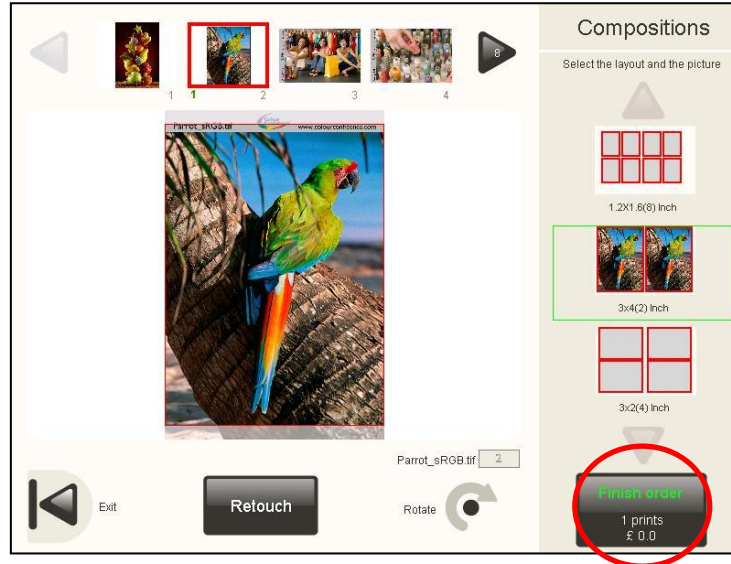 Compositions
Select the layout and the picture
8
1
1
2
3
4
Parrot_sRGB.tif
www.colourconfidence.com
1.2X1.6(8) Inch
3x4(2) Inch
3x2(4) Inch
Parrot_sRGB.tif
2
Exit
Retouch
Rotate
Finish order
1 prints
£ 0.0